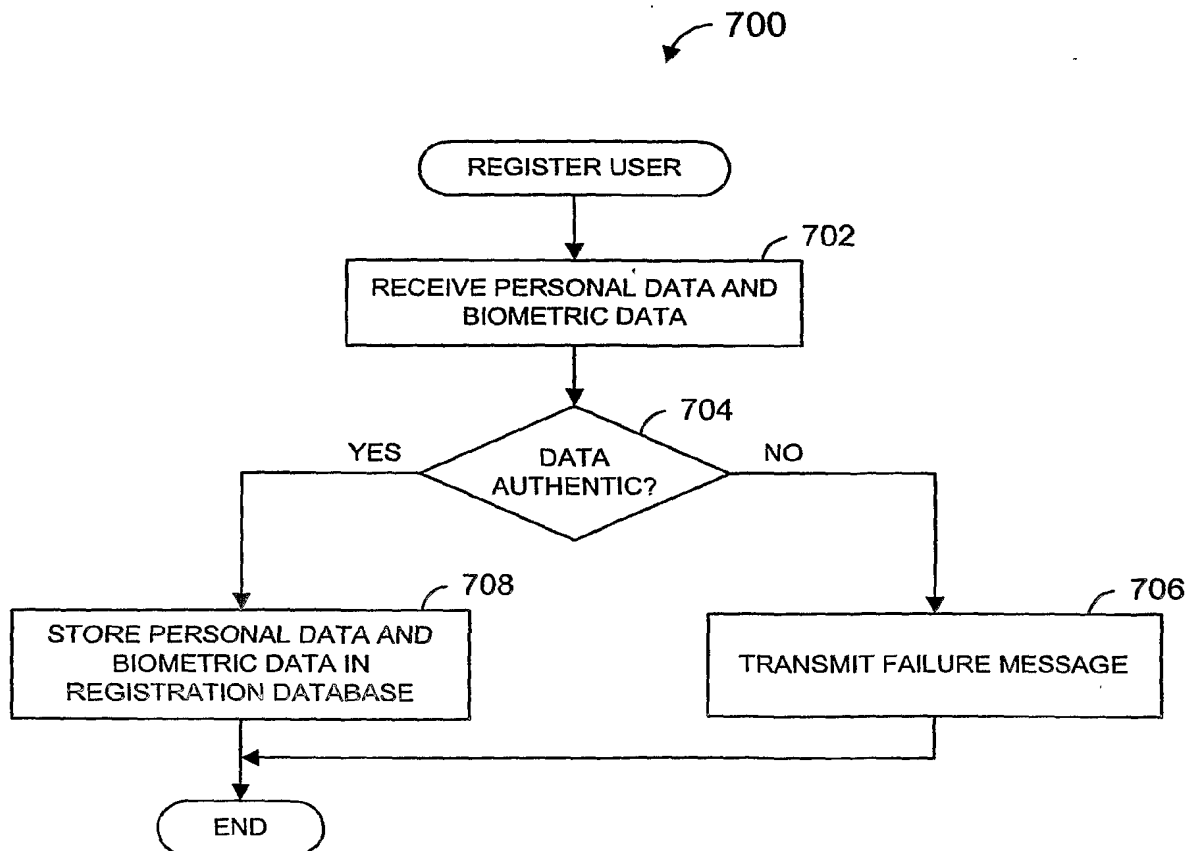 700
REGISTER USER
702
RECEIVE PERSONAL DATA AND
BIOMETRIC DATA
704
YES
DATA
AUTHENTIC?
NO
708
STORE PERSONAL DATA AND
BIOMETRIC DATA IN
REGISTRATION DATABASE
706
TRANSMIT FAILURE MESSAGE
END